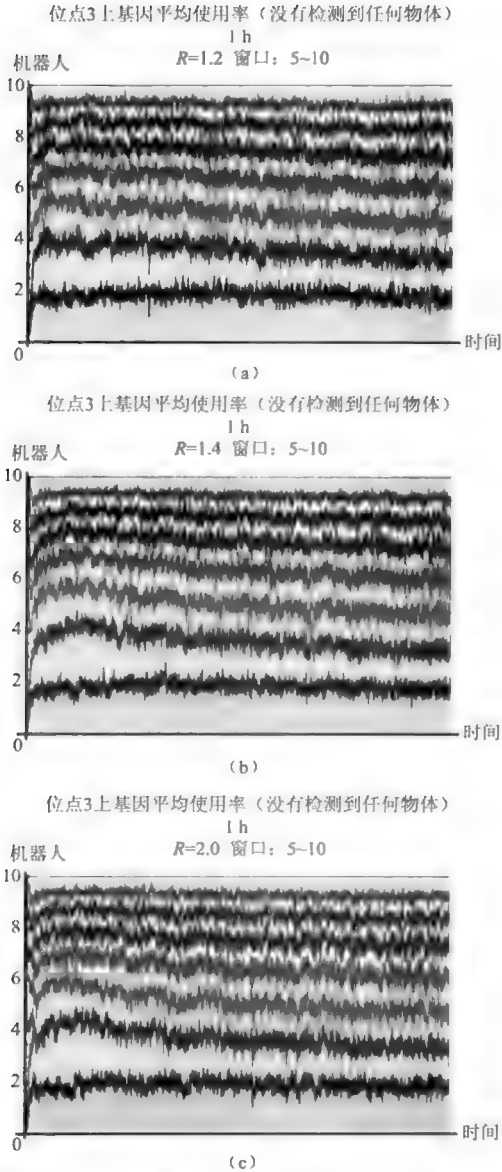 位点3上基因平均使用率（没有检测到任何物体）
1 h
R=1.2 窗口：5~10
机器人
10
8
6
4
2
0
时间
（a）
位点3上基因平均使用率（没有检测到任何物体）
1 h
R=1.4 窗口：5~10
机器人
10
8
6
4
2
0
时间
（b）
位点3上基因平均使用率（没有检测到任何物体）
1 h
R=2.0 窗口：5~10
机器人
10
8
6
4
2
0
时间
（c）